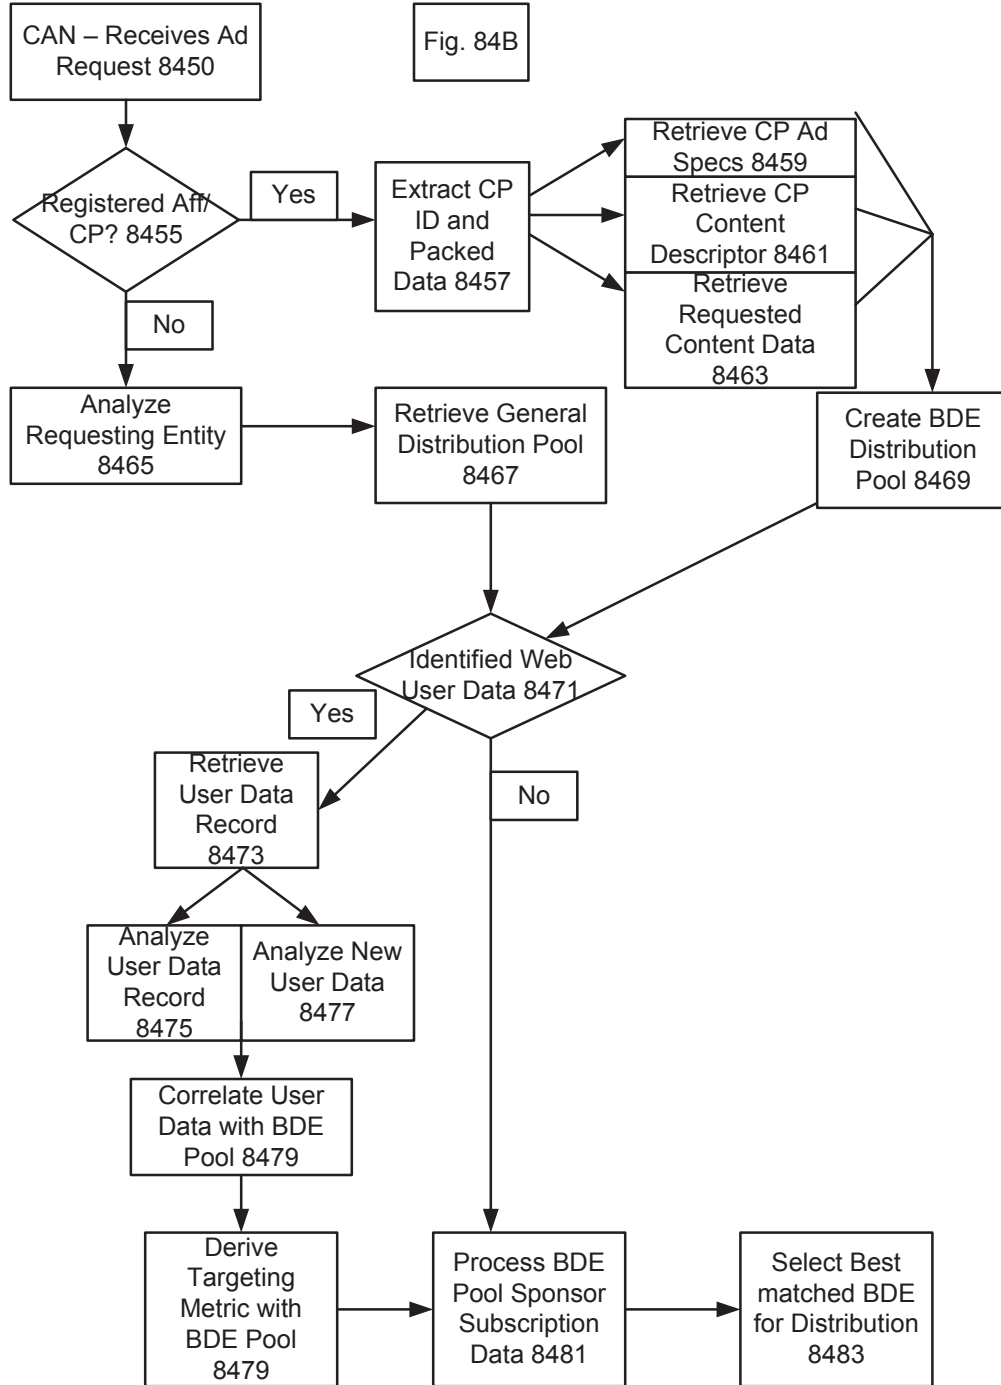 CAN – Receives Ad
Request 8450
Fig. 84B
Registered Aff/
CP? 8455
Yes
Extract CP
ID and
Packed
Data 8457
Retrieve CP Ad
Specs 8459
Retrieve CP
Content
Descriptor 8461
Retrieve
Requested
Content Data
8463
No
Analyze
Requesting Entity
8465
Retrieve General
Distribution Pool
8467
Create BDE
Distribution
Pool 8469
Identified Web
User Data 8471
Yes
No
Retrieve
User Data
Record
8473
Analyze
User Data
Record
8475
Analyze New
User Data
8477
Correlate User
Data with BDE
Pool 8479
Derive
Targeting
Metric with
BDE Pool
8479
Process BDE
Pool Sponsor
Subscription
Data 8481
Select Best
matched BDE
for Distribution
8483